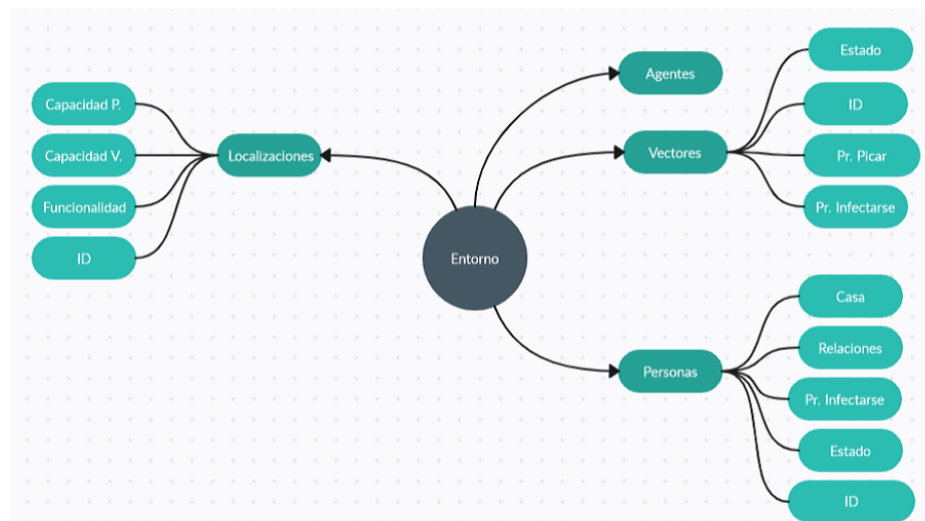 Estado
Agentes
Capacidad P.
ID
Vectores
Localizaciones
Capacidad V.
Pr. Picar
Funcionalidad
Pr. Infectarse
ID
Entorno
Casa
Relaciones
Personas
Pr. Infectarse
Estado
ID